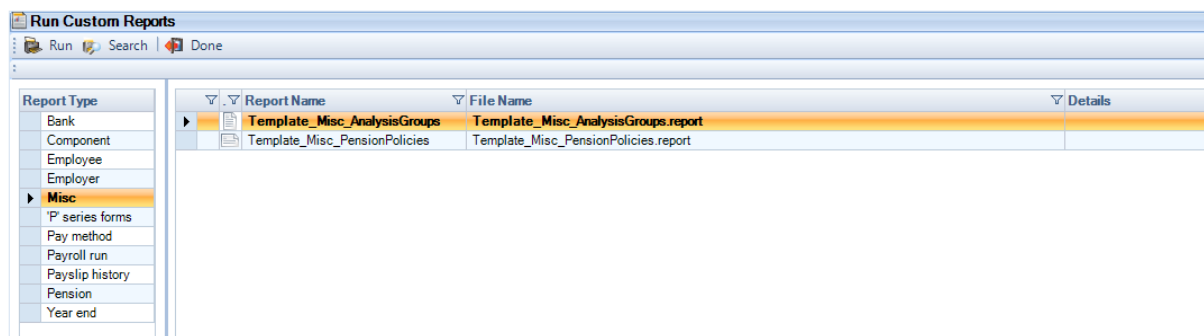 Run Custom Reports
Run Search Done
Report Type
Bank
Component
Employee
Employer
Misc
'P' series forms
Pay method
Payroll run
Payslip history
Pension
Year end
. Report Name File Name Details
Template_Misc_AnalysisGroups Template_Misc_AnalysisGroups.report
Template_Misc_PensionPolicies Template_Misc_PensionPolicies.report